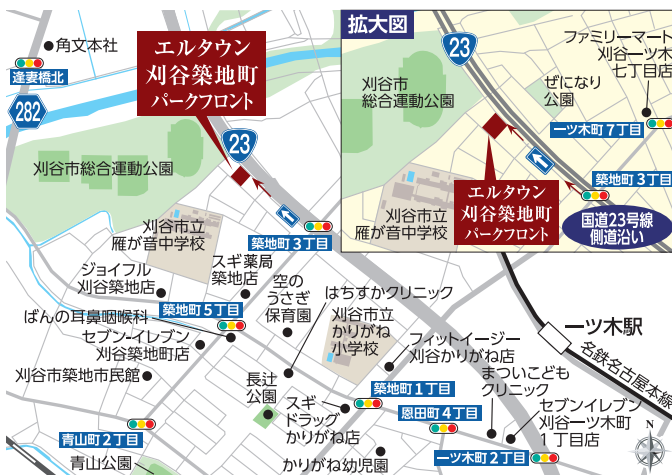 角文本社
逢妻橋北
282
エルタウン
刈谷築地町
パークフロント
23
刈谷市総合運動公園
刈谷市立
雁が音中学校
築地町3丁目
ジョイフル
刈谷築地店
スギ薬局
築地店
空の
うさぎ
保育園
はちすかクリニック
築地町5丁目
ばんの耳鼻咽喉科
セブン-イレブン
刈谷築地町店
刈谷市築地市民館
刈谷市立
かりがね
小学校
フィットイージー
刈谷かりがね店
長辻
公園
スギ
ドラッグ
かりがね店
築地町1丁目
恩田町4丁目
まついこども
クリニック
セブンイレブン
刈谷一ツ木町
1丁目店
青山町2丁目
青山公園
かりがね幼児園
一ツ木町2丁目
一ツ木駅
名鉄名古屋本線
N
拡大図
23
ファミリーマート
刈谷一ツ木
七丁目店
刈谷市
総合運動公園
ぜになり
公園
一ツ木町7丁目
築地町3丁目
エルタウン
刈谷築地町
パークフロント
刈谷市立
雁が音中学校
国道23号線
側道沿い